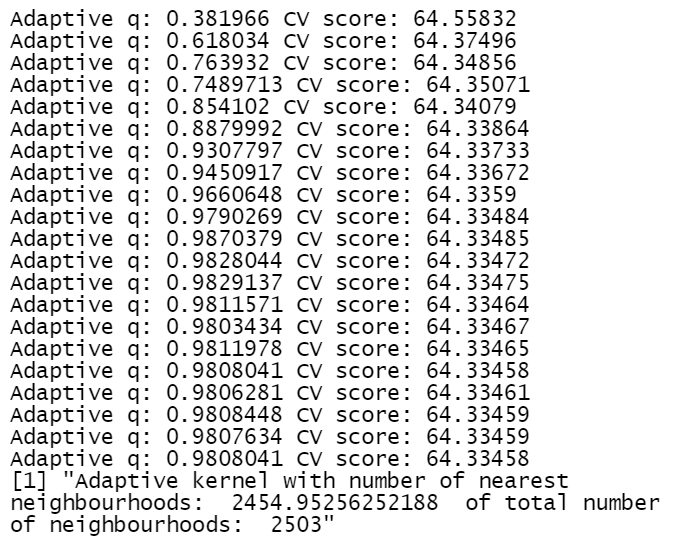 Adaptive q: 0.381966 CV score: 64.55832
Adaptive q: 0.618034 CV score: 64.37496
Adaptive q: 0.763932 CV score: 64.34856
Adaptive q: 0.7489713 CV score: 64.35071
Adaptive q: 0.854102 CV score: 64.34079
Adaptive q: 0.8879992 CV score: 64.33864
Adaptive q: 0.9307797 CV score: 64.33733
Adaptive q: 0.9450917 CV score: 64.33672
Adaptive q: 0.9660648 CV score: 64.3359
Adaptive q: 0.9790269 CV score: 64.33484
Adaptive q: 0.9870379 CV score: 64.33485
Adaptive q: 0.9828044 CV score: 64.33472
Adaptive q: 0.9829137 CV score: 64.33475
Adaptive q: 0.9811571 CV score: 64.33464
Adaptive q: 0.9803434 CV score: 64.33467
Adaptive q: 0.9811978 CV score: 64.33465
Adaptive q: 0.9808041 CV score: 64.33458
Adaptive q: 0.9806281 CV score: 64.33461
Adaptive q: 0.9808448 CV score: 64.33459
Adaptive q: 0.9807634 CV score: 64.33459
Adaptive q: 0.9808041 CV score: 64.33458
[1] "Adaptive kernel with number of nearest
neighbourhoods:  2454.95256252188  of total number
of neighbourhoods:  2503"